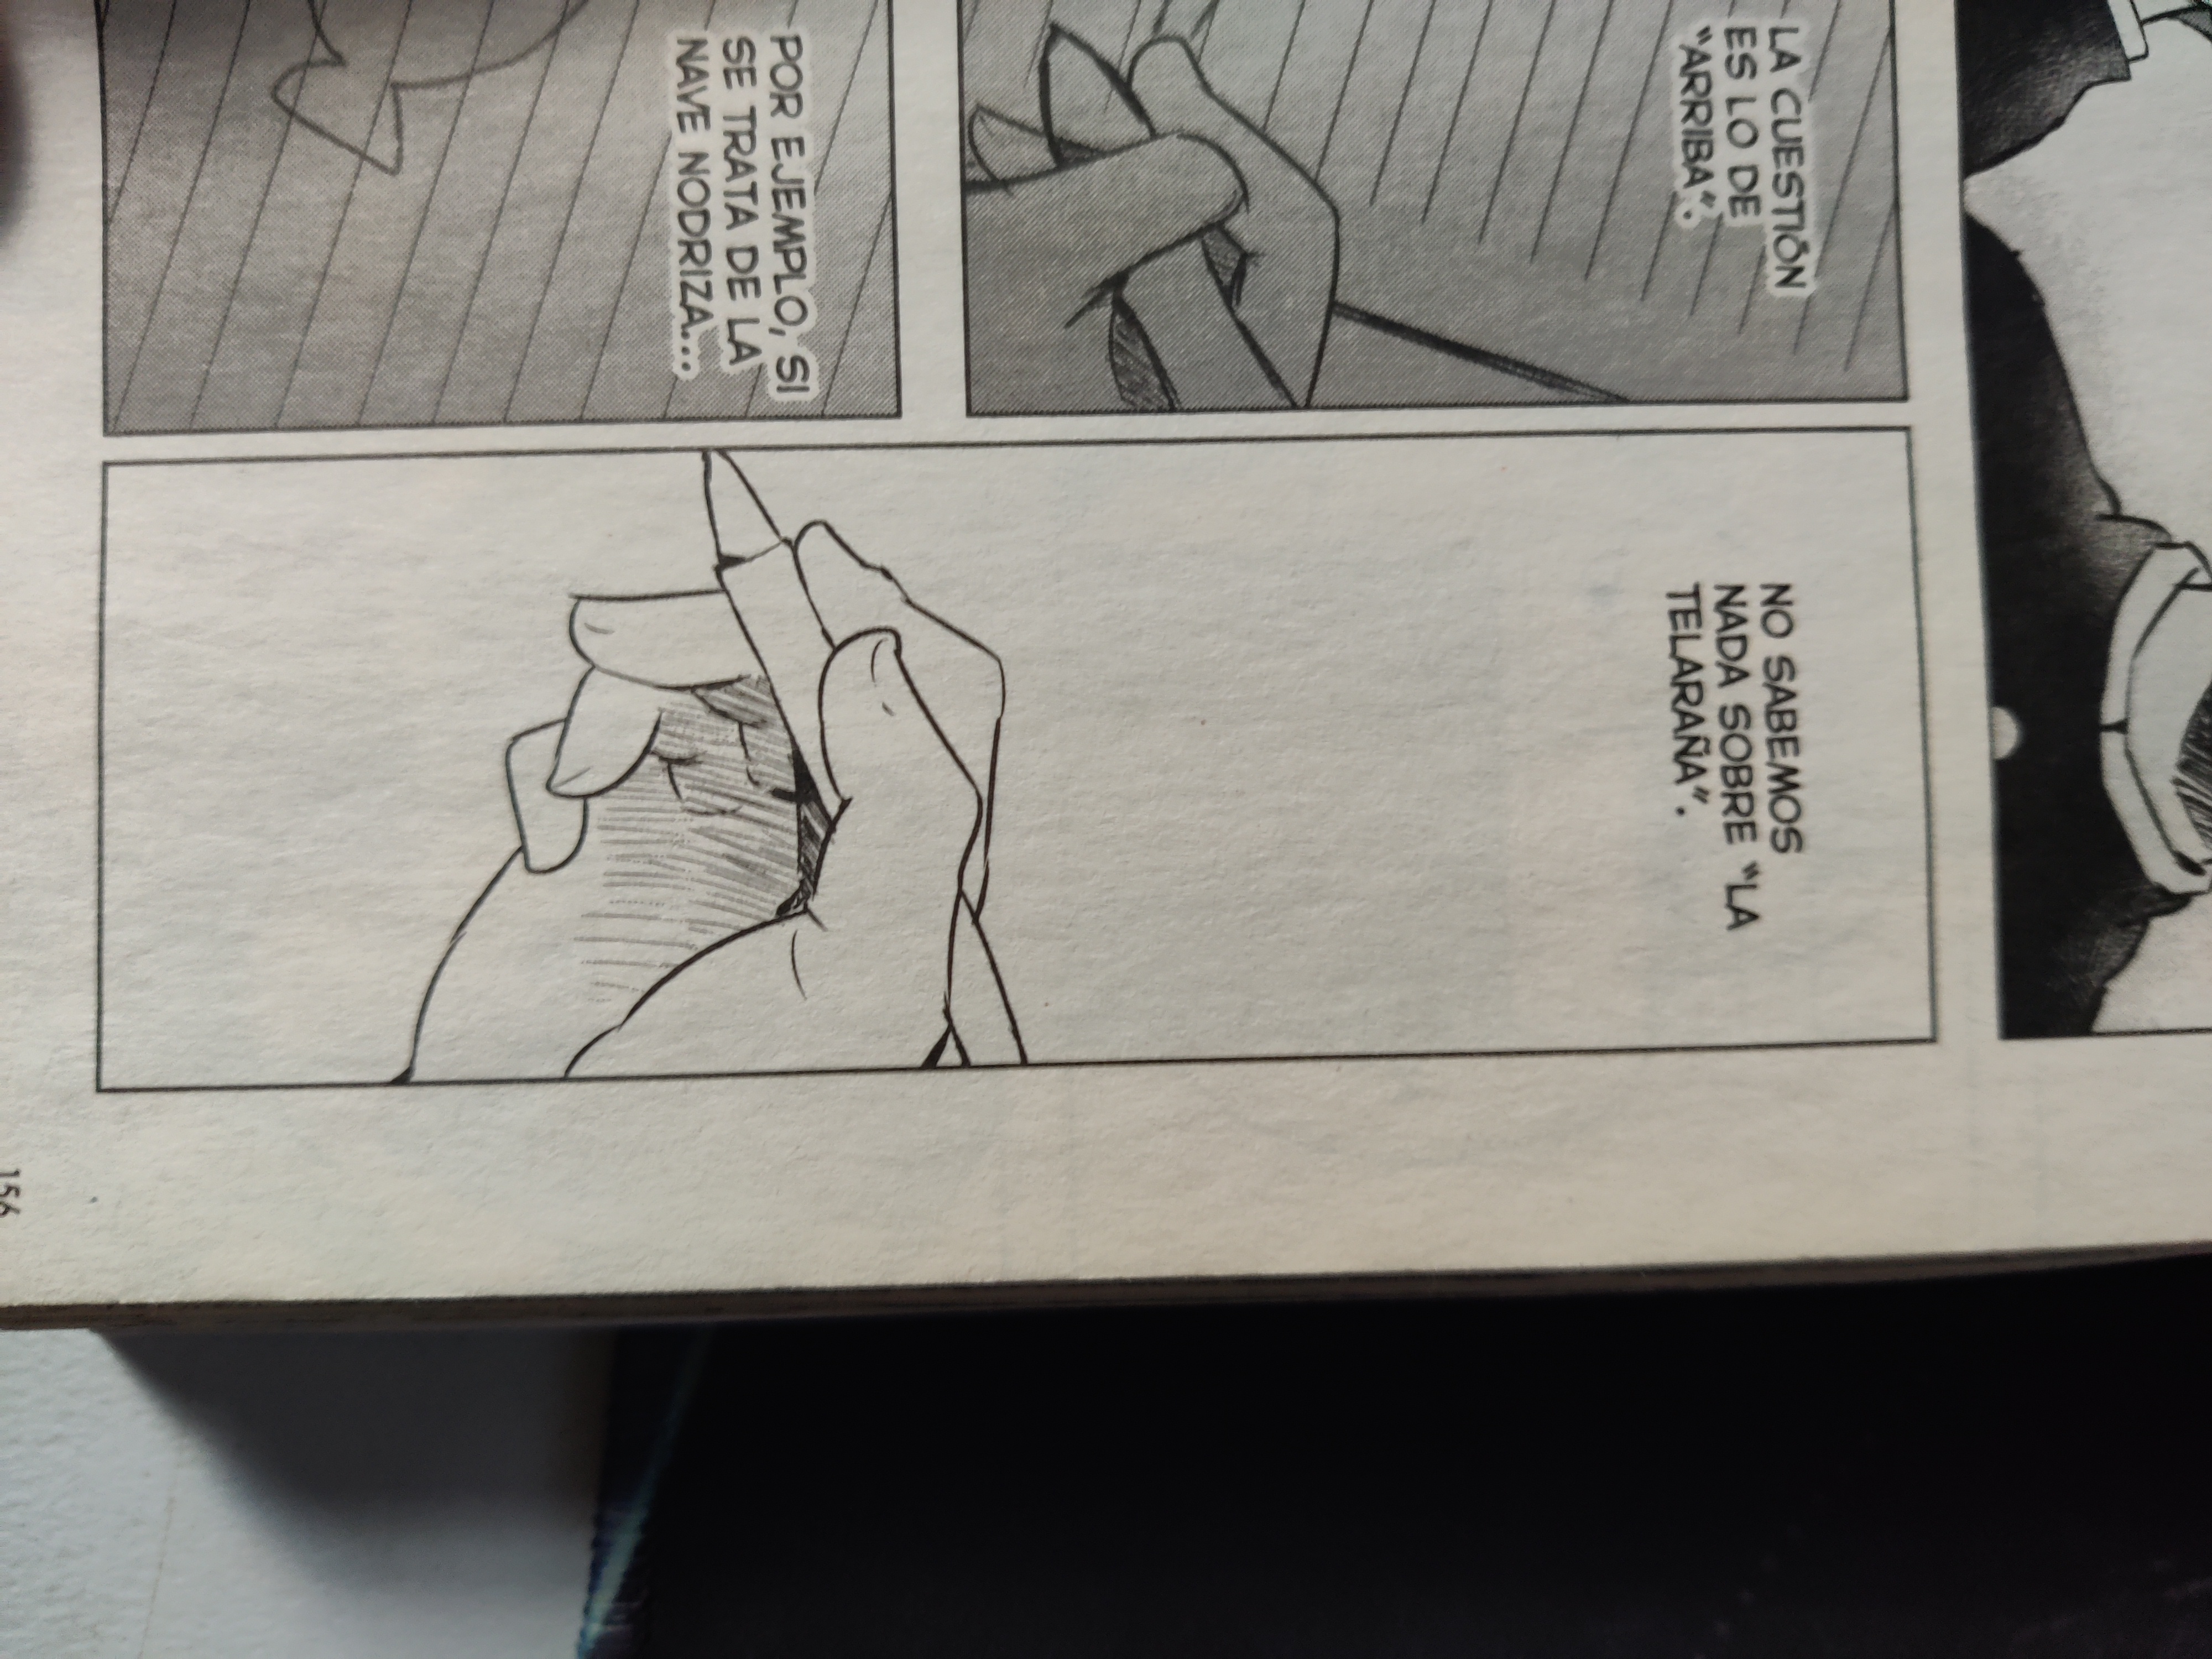 NO SABEMOS
NADA SOBRE "LA
TELARAÑA".
LA CUESTIÓN
ES LO DE
"ARRIBA".
POR EJEMPLO, SI
SE TRATA DE LA
NAVE NODRIZA...
156